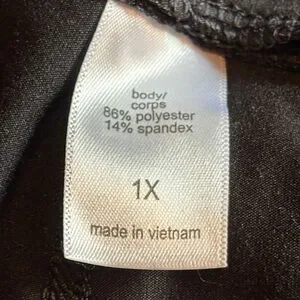 body/
corps
86% polyester
14% spandex
1X
made in vietnam